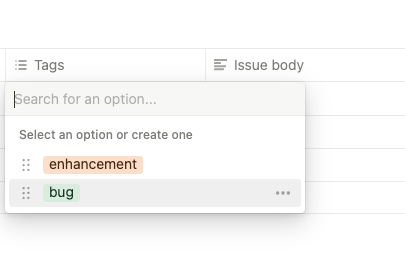 Tags
Issue body
Search for an option...
Select an option or create one
enhancement
bug